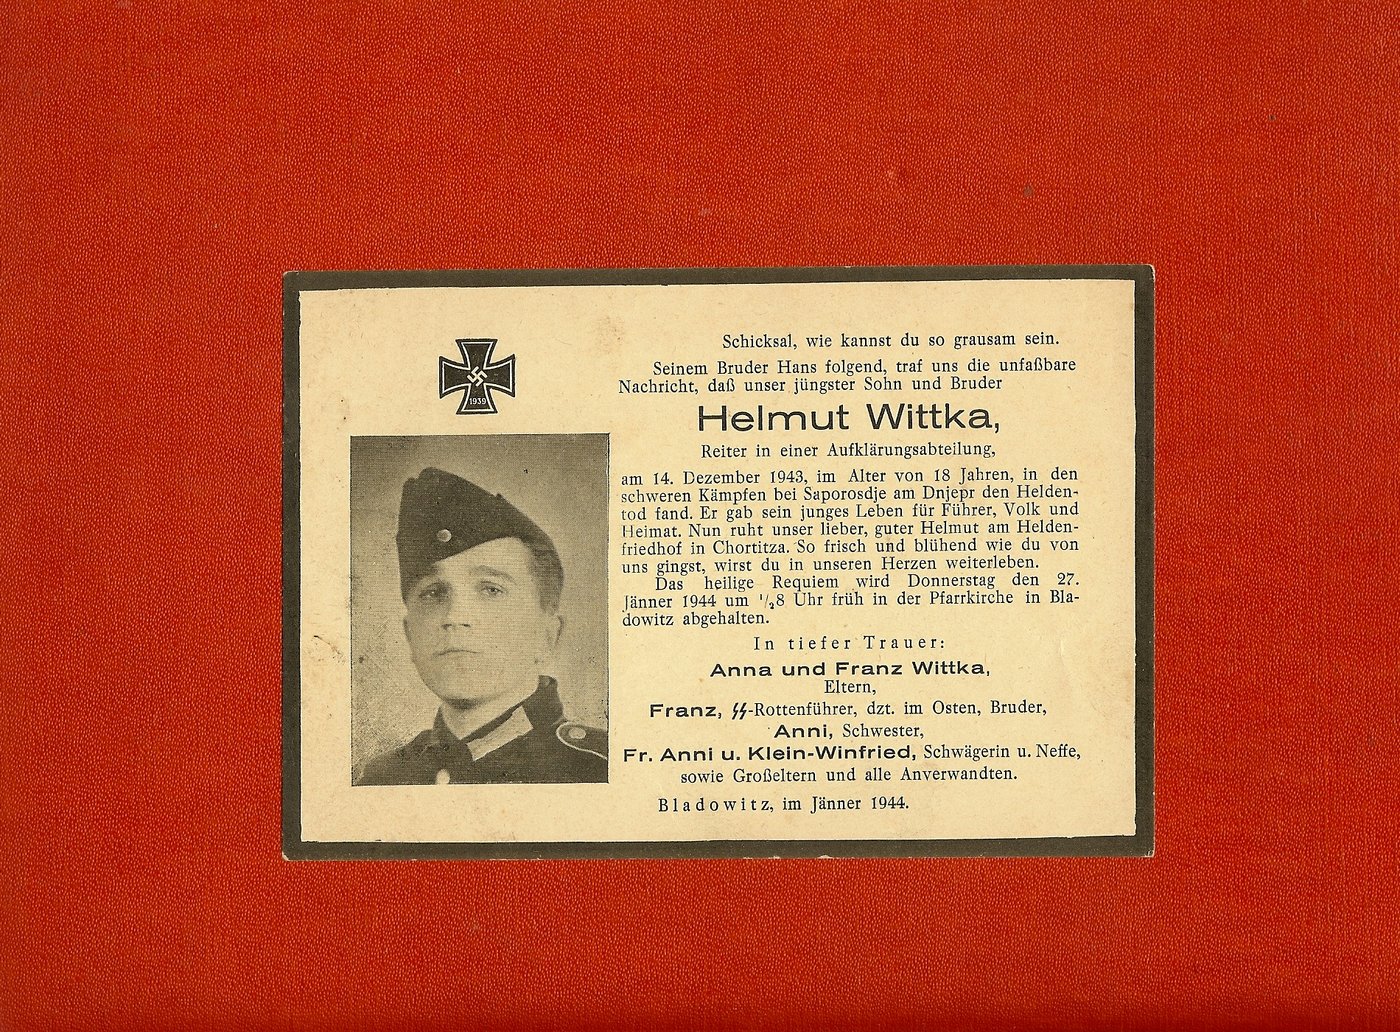 1939
Schicksal, wie kannst du so grausam sein.
Seinem Bruder Hans folgend, traf uns die unfaßbare
Nachricht, daß unser jüngster Sohn und Bruder
Helmut Wittka,
Reiter in einer Aufklärungsabteilung,
am 14. Dezember 1943, im Alter von 18 Jahren, in den
schweren Kämpfen bei Saporosdje am Dnjepr den Helden-
tod fand. Er gab sein junges Leben für Führer, Volk und
Heimat. Nun ruht unser lieber, guter Helmut am Helden-
friedhof in Chortitza. So frisch und blühend wie du von
uns gingst, wirst du in unseren Herzen weiterleben.
Das heilige Requiem wird Donnerstag den 27.
Jänner 1944 um 1/28 Uhr früh in der Pfarrkirche in Bla-
dowitz abgehalten.
In tiefer Trauer:
Anna und Franz Wittka,
Eltern,
Franz, ᛋᛋ-Rottenführer, dzt. im Osten, Bruder,
Anni, Schwester,
Fr. Anni u. Klein-Winfried, Schwägerin u. Neffe,
sowie Großeltern und alle Anverwandten.
Bladowitz, im Jänner 1944.